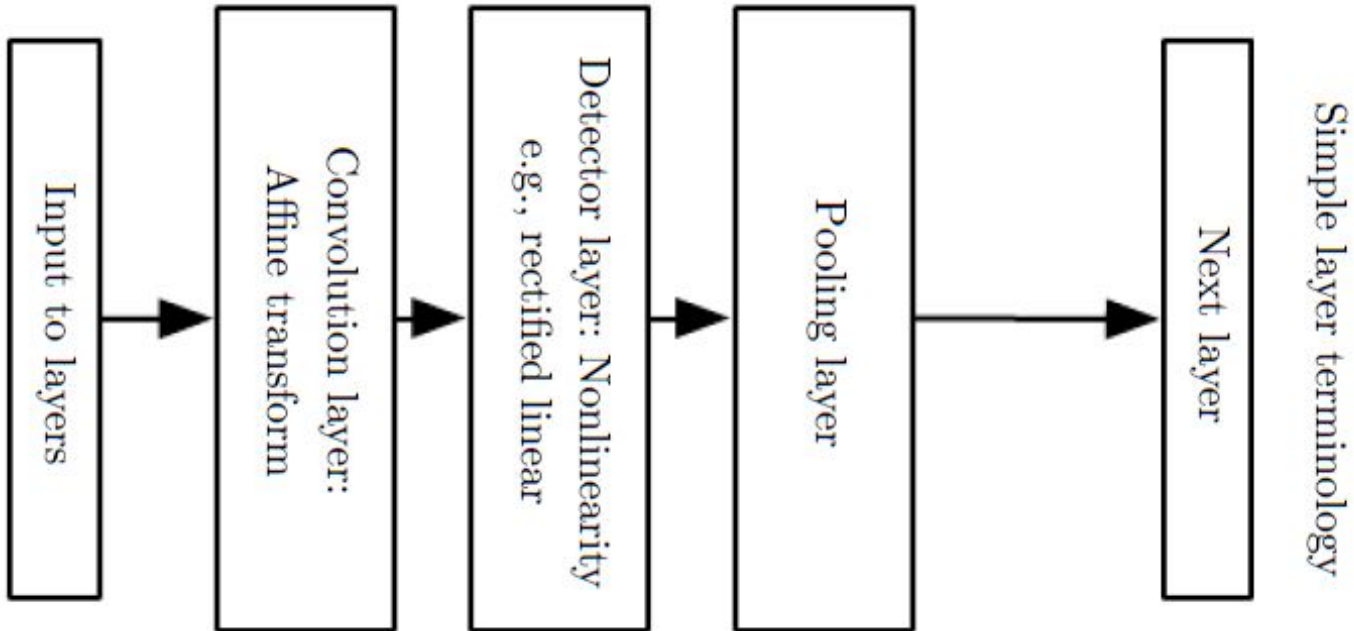 Simple layer terminology
Next layer
Pooling layer
Detector layer: Nonlinearity
e.g., rectified linear
Convolution layer:
Affine transform
Input to layers